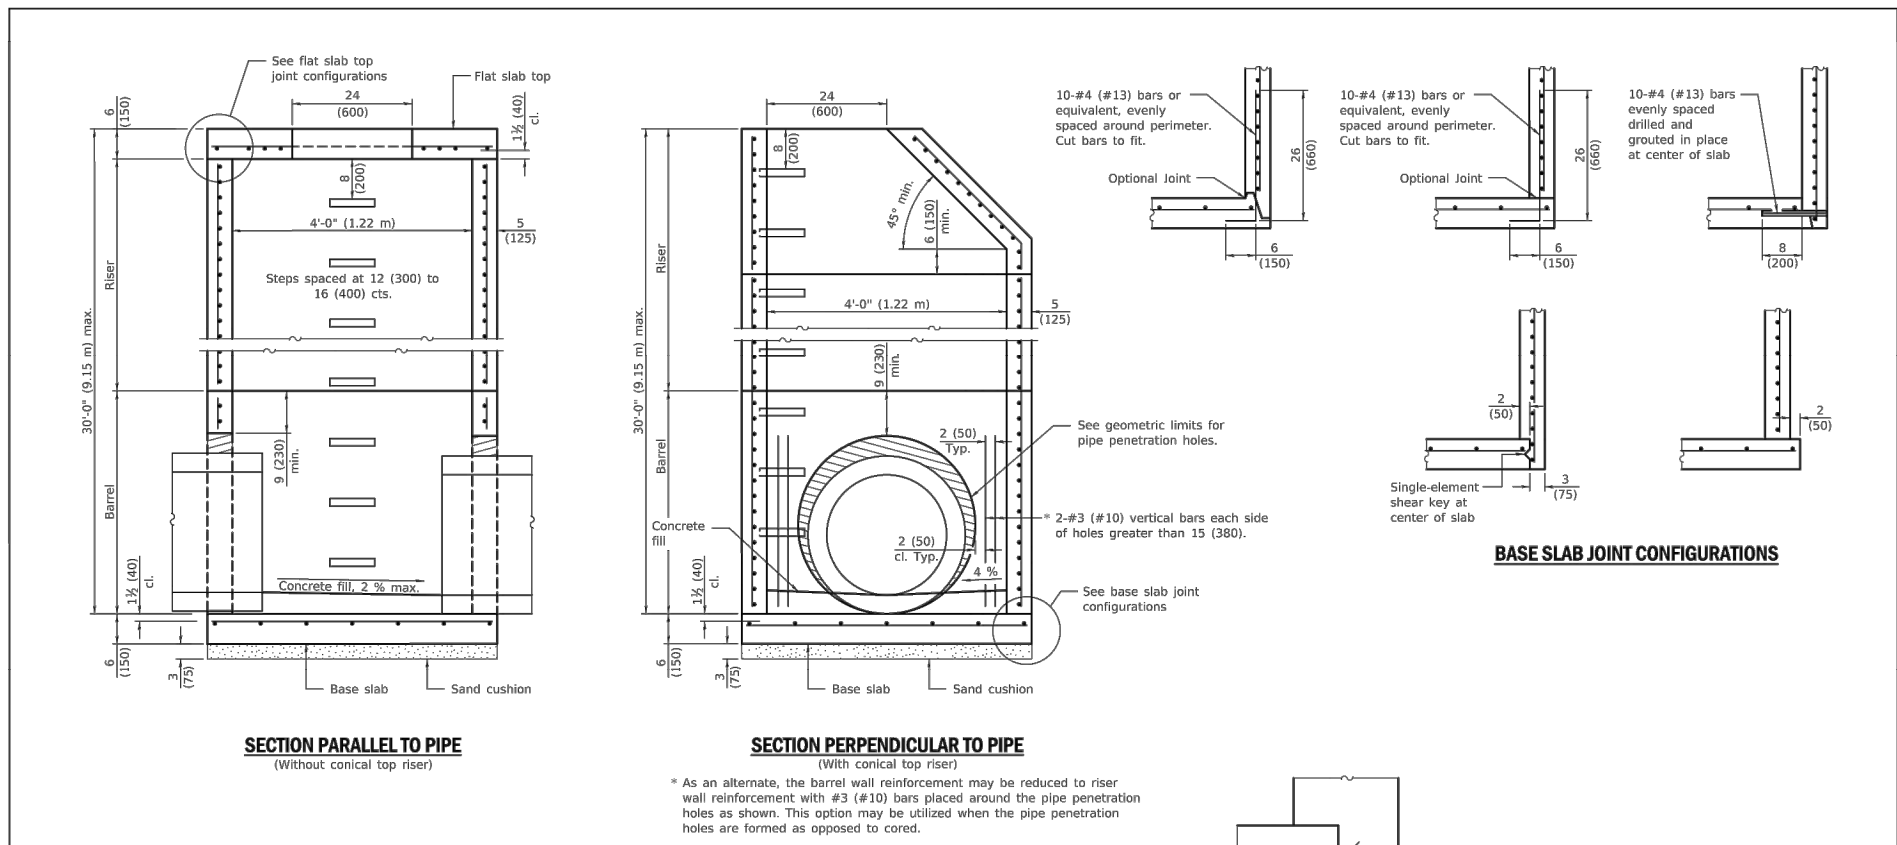 See flat slab top
joint configurations
Flat slab top
24
(600)
6
(150)
1½ (40)
cl.
8
(200)
4'-0" (1.22 m)
5
(125)
Steps spaced at 12 (300) to
16 (400) cts.
Riser
30'-0" (9.15 m) max.
Barrel
9 (230)
min.
1½ (40)
cl.
Concrete fill, 2 % max.
6
(150)
3
(75)
Base slab
Sand cushion
SECTION PARALLEL TO PIPE
(Without conical top riser)
24
(600)
8
(200)
45° min.
6 (150)
min.
Riser
4'-0" (1.22 m)
5
(125)
30'-0" (9.15 m) max.
9 (230)
min.
Barrel
2 (50)
Typ.
See geometric limits for
pipe penetration holes.
Concrete
fill
* 2-#3 (#10) vertical bars each side
of holes greater than 15 (380).
2 (50)
cl. Typ.
4 %
1½ (40)
cl.
See base slab joint
configurations
6
(150)
3
(75)
Base slab
Sand cushion
SECTION PERPENDICULAR TO PIPE
(With conical top riser)
* As an alternate, the barrel wall reinforcement may be reduced to riser
wall reinforcement with #3 (#10) bars placed around the pipe penetration
holes as shown. This option may be utilized when the pipe penetration
holes are formed as opposed to cored.
10-#4 (#13) bars or
equivalent, evenly
spaced around perimeter.
Cut bars to fit.
Optional Joint
26
(660)
6
(150)
10-#4 (#13) bars or
equivalent, evenly
spaced around perimeter.
Cut bars to fit.
Optional Joint
26
(660)
6
(150)
10-#4 (#13) bars
evenly spaced
drilled and
grouted in place
at center of slab
8
(200)
2
(50)
Single-element
shear key at
center of slab
3
(75)
2
(50)
BASE SLAB JOINT CONFIGURATIONS